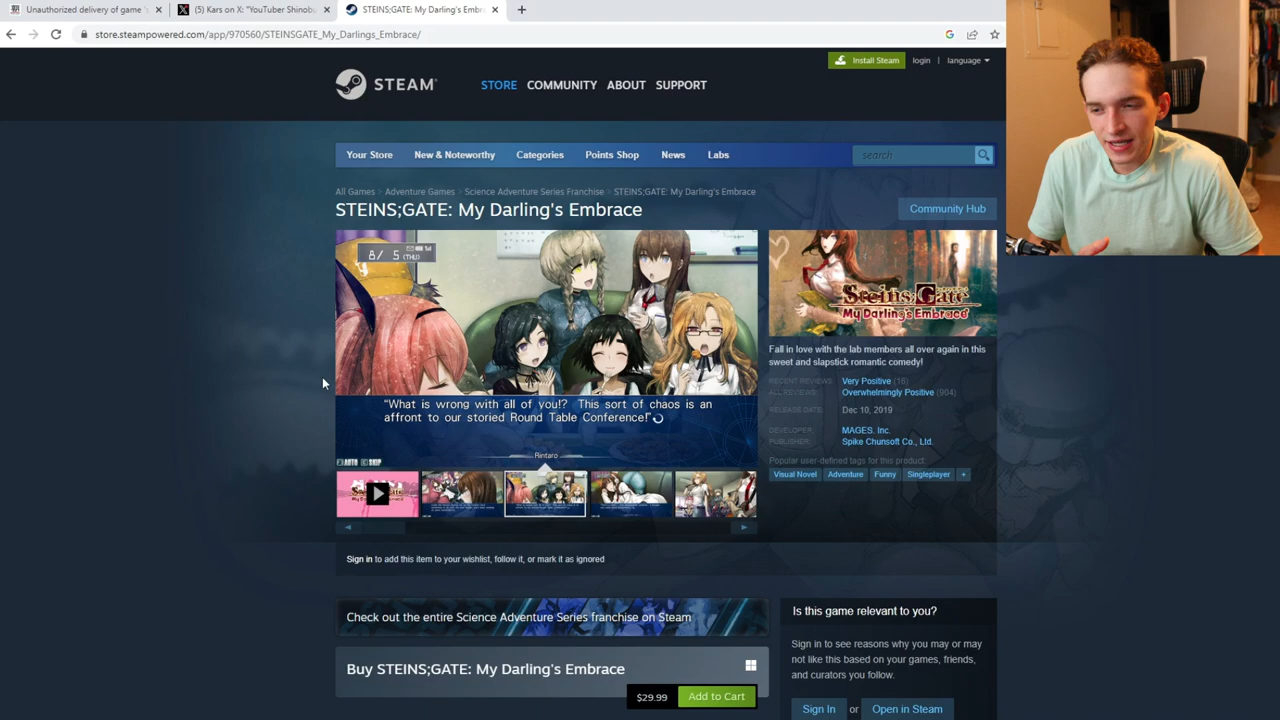 Unauthorized delivery of game 's
(5) Kars on X: "YouTuber Shinobu
STEINS;GATE: My Darling's Embr
store.steampowered.com/app/970560/STEINSGATE_My_Darlings_Embrace/
Install Steam
login
language
STEAM
STORE
COMMUNITY
ABOUT
SUPPORT
Your Store
New & Noteworthy
Categories
Points Shop
News
Labs
search
All Games > Adventure Games > Science Adventure Series Franchise > STEINS;GATE: My Darling's Embrace
STEINS;GATE: My Darling's Embrace
Community Hub
8/ 5
(THU)
"What is wrong with all of you!? This sort of chaos is an
affront to our storied Round Table Conference!"
Rintaro
AUTO
SKIP
Steins;Gate
My Darling's Embrace
Fall in love with the lab members all over again in this
sweet and slapstick romantic comedy!
RECENT REVIEWS: Very Positive (16)
ALL REVIEWS: Overwhelmingly Positive (904)
RELEASE DATE: Dec 10, 2019
DEVELOPER: MAGES. Inc.
PUBLISHER: Spike Chunsoft Co., Ltd.
Popular user-defined tags for this product:
Visual Novel
Adventure
Funny
Singleplayer
+
Sign in to add this item to your wishlist, follow it, or mark it as ignored
Check out the entire Science Adventure Series franchise on Steam
Buy STEINS;GATE: My Darling's Embrace
$29.99
Add to Cart
Is this game relevant to you?
Sign in to see reasons why you may or
may not like this based on your games, friends,
and curators you follow.
Sign In
or
Open in Steam